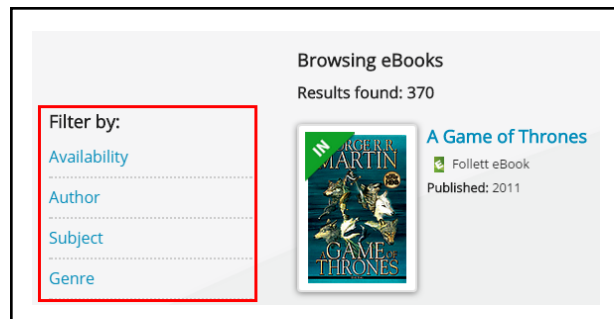 Browsing eBooks
Results found: 370
Filter by:
Availability
Author
Subject
Genre
IN
GEORGE R.R.
MARTIN
A GAME OF
THRONES
A Game of Thrones
Follett eBook
Published: 2011